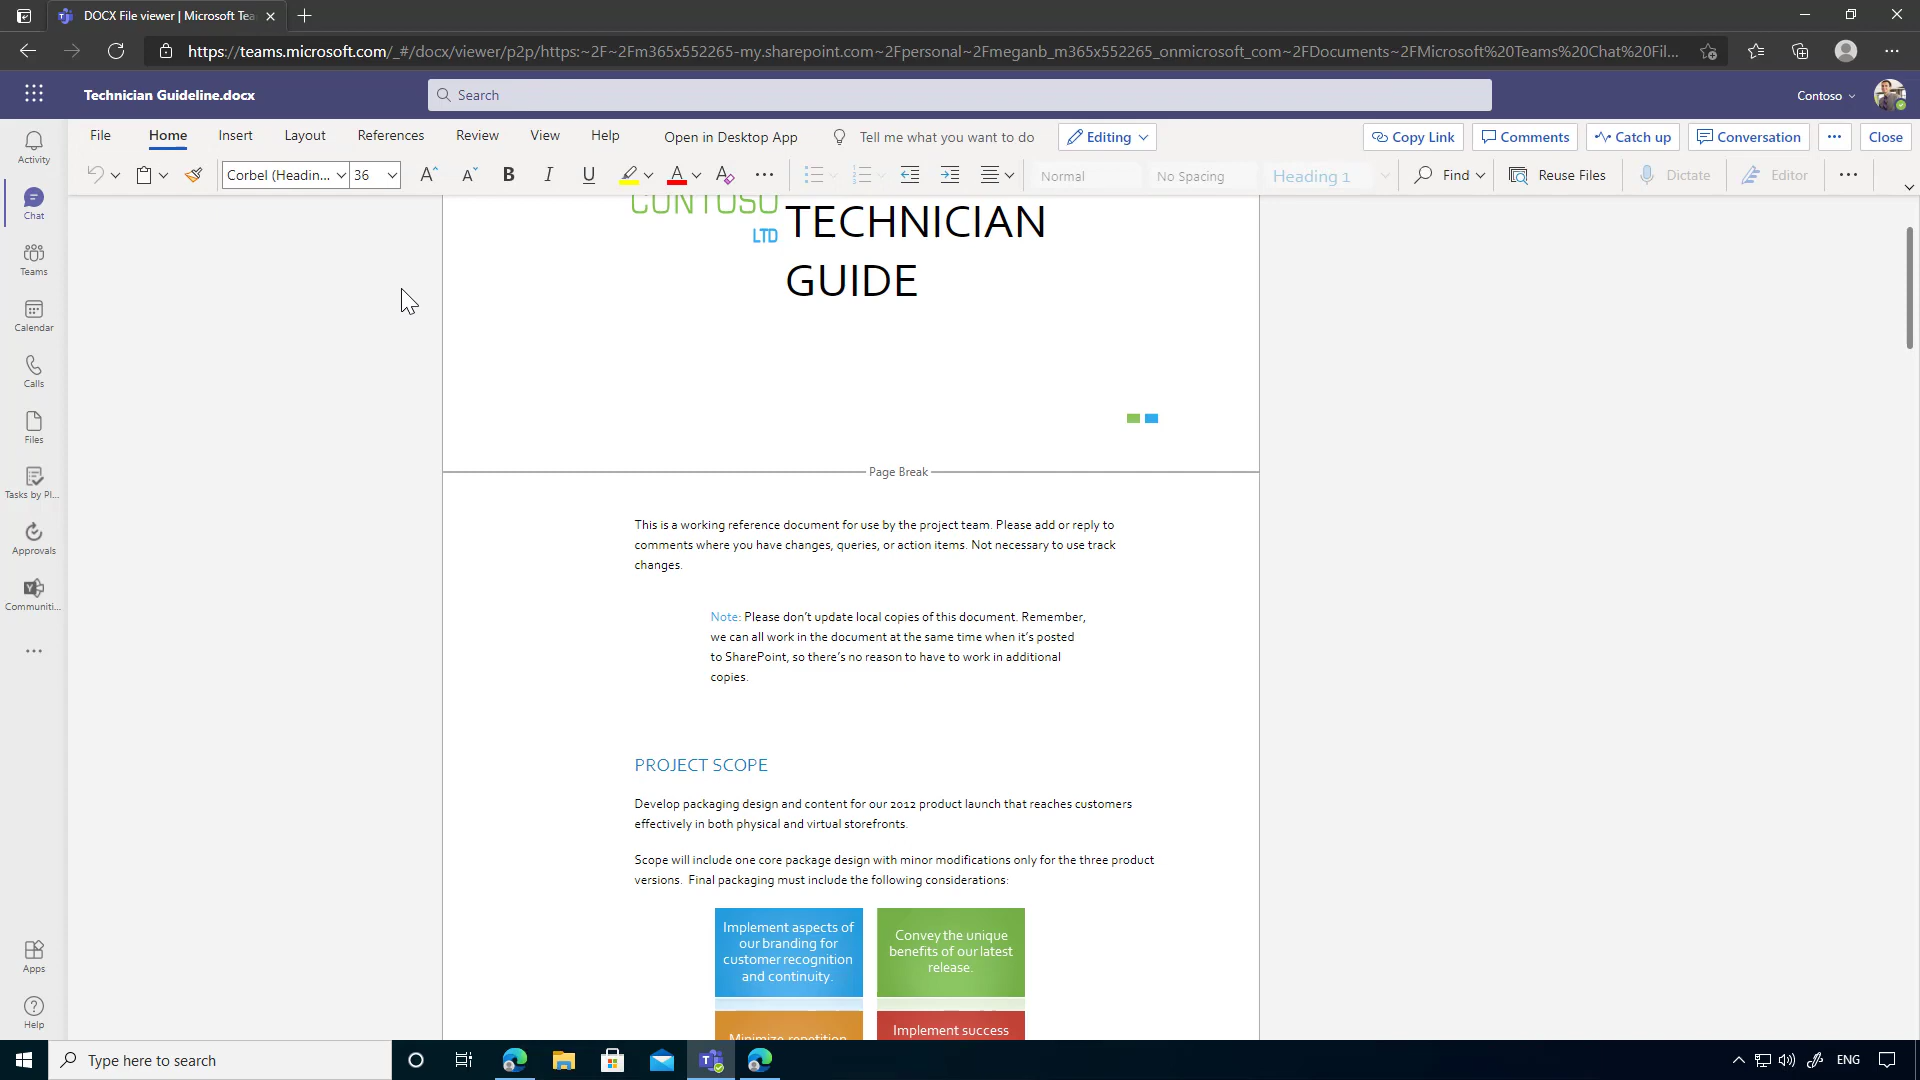 DOCX File viewer | Microsoft Tea
https://teams.microsoft.com/_#/docx/viewer/p2p/https:~2F~2Fm365x552265-my.sharepoint.com~2Fpersonal~2Fmeganb_m365x552265_onmicrosoft_com~2FDocuments~2FMicrosoft%20Teams%20Chat%20Fil...
Technician Guideline.docx
Search
Contoso
File
Home
Insert
Layout
References
Review
View
Help
Open in Desktop App
Tell me what you want to do
Editing
Copy Link
Comments
Catch up
Conversation
Close
Corbel (Headin...
36
Normal
No Spacing
Heading 1
Find
Reuse Files
Dictate
Editor
Activity
Chat
Teams
Calendar
Calls
Files
Tasks by Pl...
Approvals
Communiti...
Apps
Help
CONTOSO
LTD
TECHNICIAN
GUIDE
Page Break
This is a working reference document for use by the project team. Please add or reply to
comments where you have changes, queries, or action items. Not necessary to use track
changes.
Note: Please don't update local copies of this document. Remember,
we can all work in the document at the same time when it's posted
to SharePoint, so there's no reason to have to work in additional
copies.
PROJECT SCOPE
Develop packaging design and content for our 2012 product launch that reaches customers
effectively in both physical and virtual storefronts.
Scope will include one core package design with minor modifications only for the three product
versions. Final packaging must include the following considerations:
Implement aspects of
our branding for
customer recognition
and continuity.
Convey the unique
benefits of our latest
release.
Minimize repetition
Implement success
Type here to search
ENG